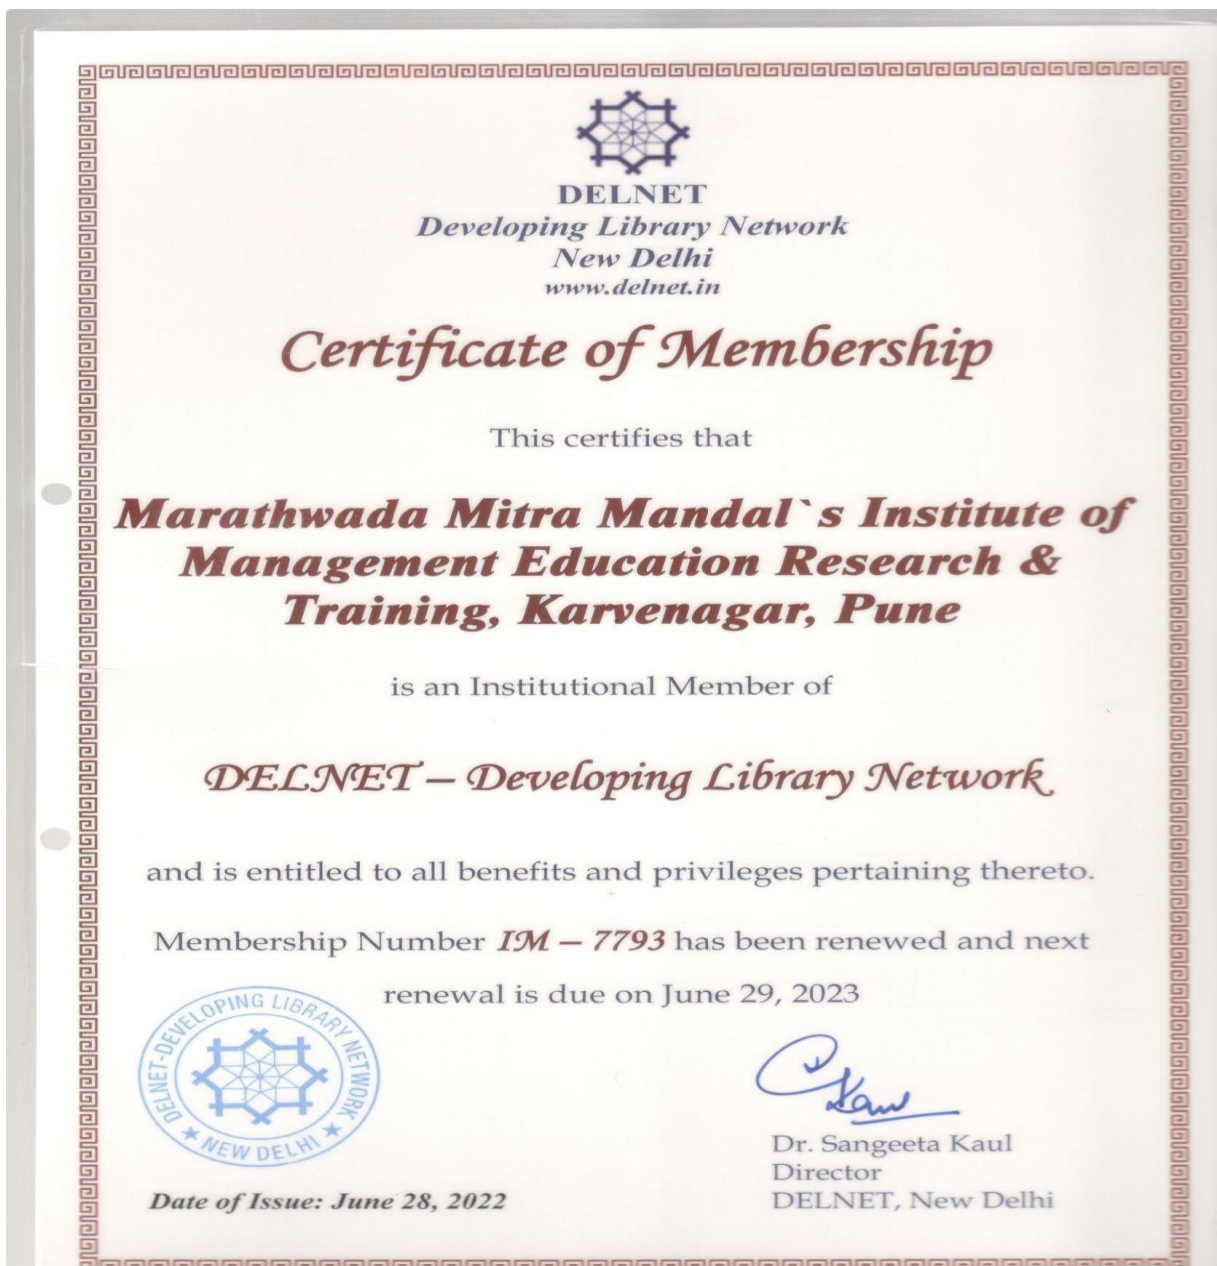 DELNET
Developing Library Network
New Delhi
www.delnet.in
Certificate of Membership
This certifies that
Marathwada Mitra Mandal`s Institute of
Management Education Research &
Training, Karvenagar, Pune
is an Institutional Member of
DELNET – Developing Library Network
and is entitled to all benefits and privileges pertaining thereto.
Membership Number IM – 7793 has been renewed and next
renewal is due on June 29, 2023
DELNET-DELOPING LIBRARY NETWORK
NEW DELHI
Kaul
Dr. Sangeeta Kaul
Director
DELNET, New Delhi
Date of Issue: June 28, 2022